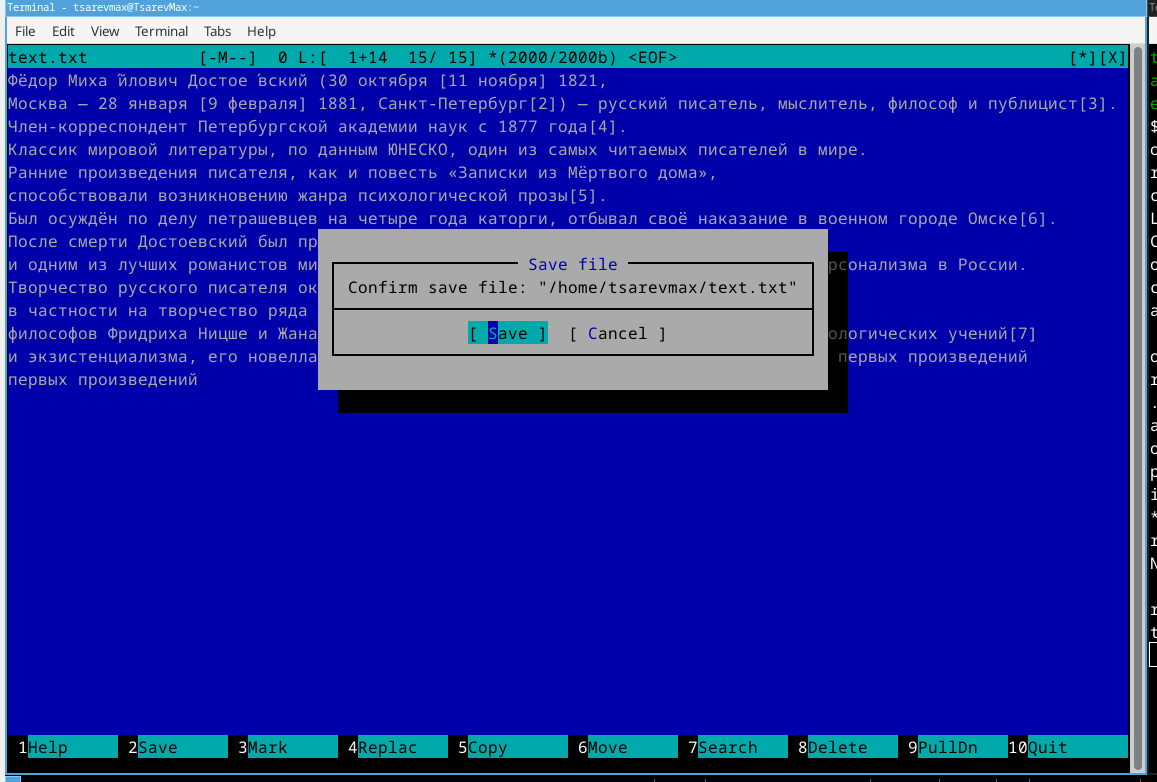 Terminal - tsarevmax@TsarevMax:~
File Edit View Terminal Tabs Help
text.txt [-M--] 0 L:[ 1+14 15/ 15] *(2000/2000b) <EOF> [*][X]
Фёдор Миха́йлович Достое́вский (30 октября [11 ноября] 1821,
Москва — 28 января [9 февраля] 1881, Санкт-Петербург[2]) — русский писатель, мыслитель, философ и публицист[3].
Член-корреспондент Петербургской академии наук с 1877 года[4].
Классик мировой литературы, по данным ЮНЕСКО, один из самых читаемых писателей в мире.
Ранние произведения писателя, как и повесть «Записки из Мёртвого дома»,
способствовали возникновению жанра психологической прозы[5].
Был осуждён по делу петрашевцев на четыре года каторги, отбывал своё наказание в военном городе Омске[6].
После смерти Достоевский был пр
и одним из лучших романистов ми рсонализма в России.
Творчество русского писателя ок
в частности на творчество ряда
философов Фридриха Ницше и Жана ологических учений[7]
и экзистенциализма, его новелла первых произведений
первых произведений
Save file
Confirm save file: "/home/tsarevmax/text.txt"
[ Save ] [ Cancel ]
1Help 2Save 3Mark 4Replac 5Copy 6Move 7Search 8Delete 9PullDn 10Quit